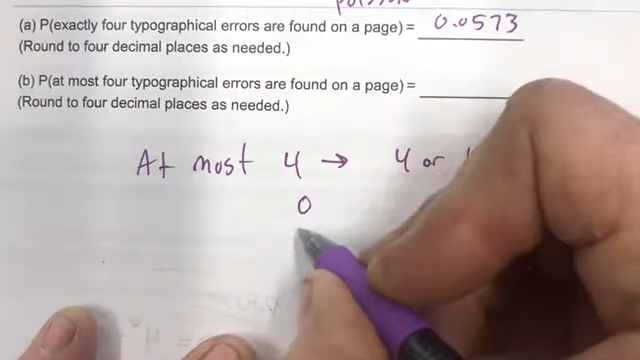 (a) P(exactly four typographical errors are found on a page) = 0.0573
(Round to four decimal places as needed.)
(b) P(at most four typographical errors are found on a page) =
(Round to four decimal places as needed.)
At most 4 → 4 or
0